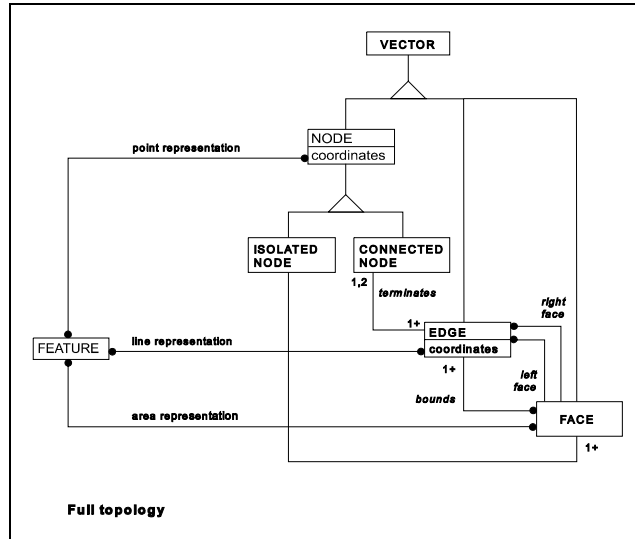 VECTOR
NODE
coordinates
point representation
ISOLATED
NODE
CONNECTED
NODE
1,2
terminates
right
face
1+
EDGE
coordinates
FEATURE
line representation
1+
left
face
bounds
area representation
FACE
1+
Full topology